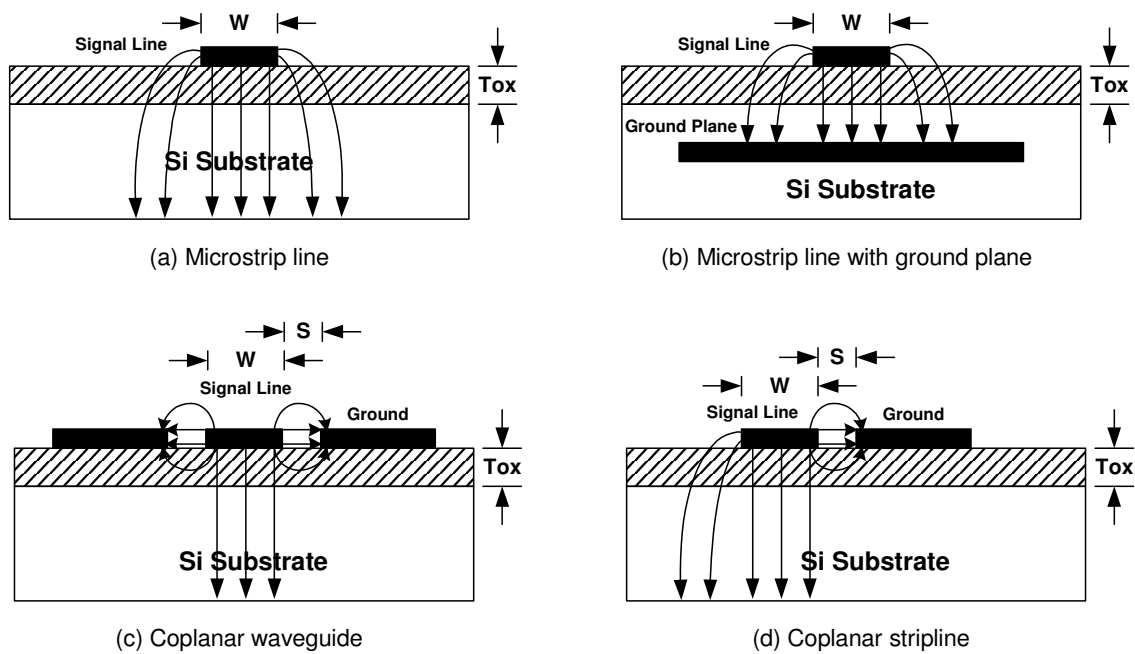 W
Signal Line
Tox
Si Substrate
(a) Microstrip line
W
Signal Line
Tox
Ground Plane
Si Substrate
(b) Microstrip line with ground plane
S
W
Signal Line
Ground
Tox
Si Substrate
(c) Coplanar waveguide
S
W
Signal Line
Ground
Tox
Si Substrate
(d) Coplanar stripline